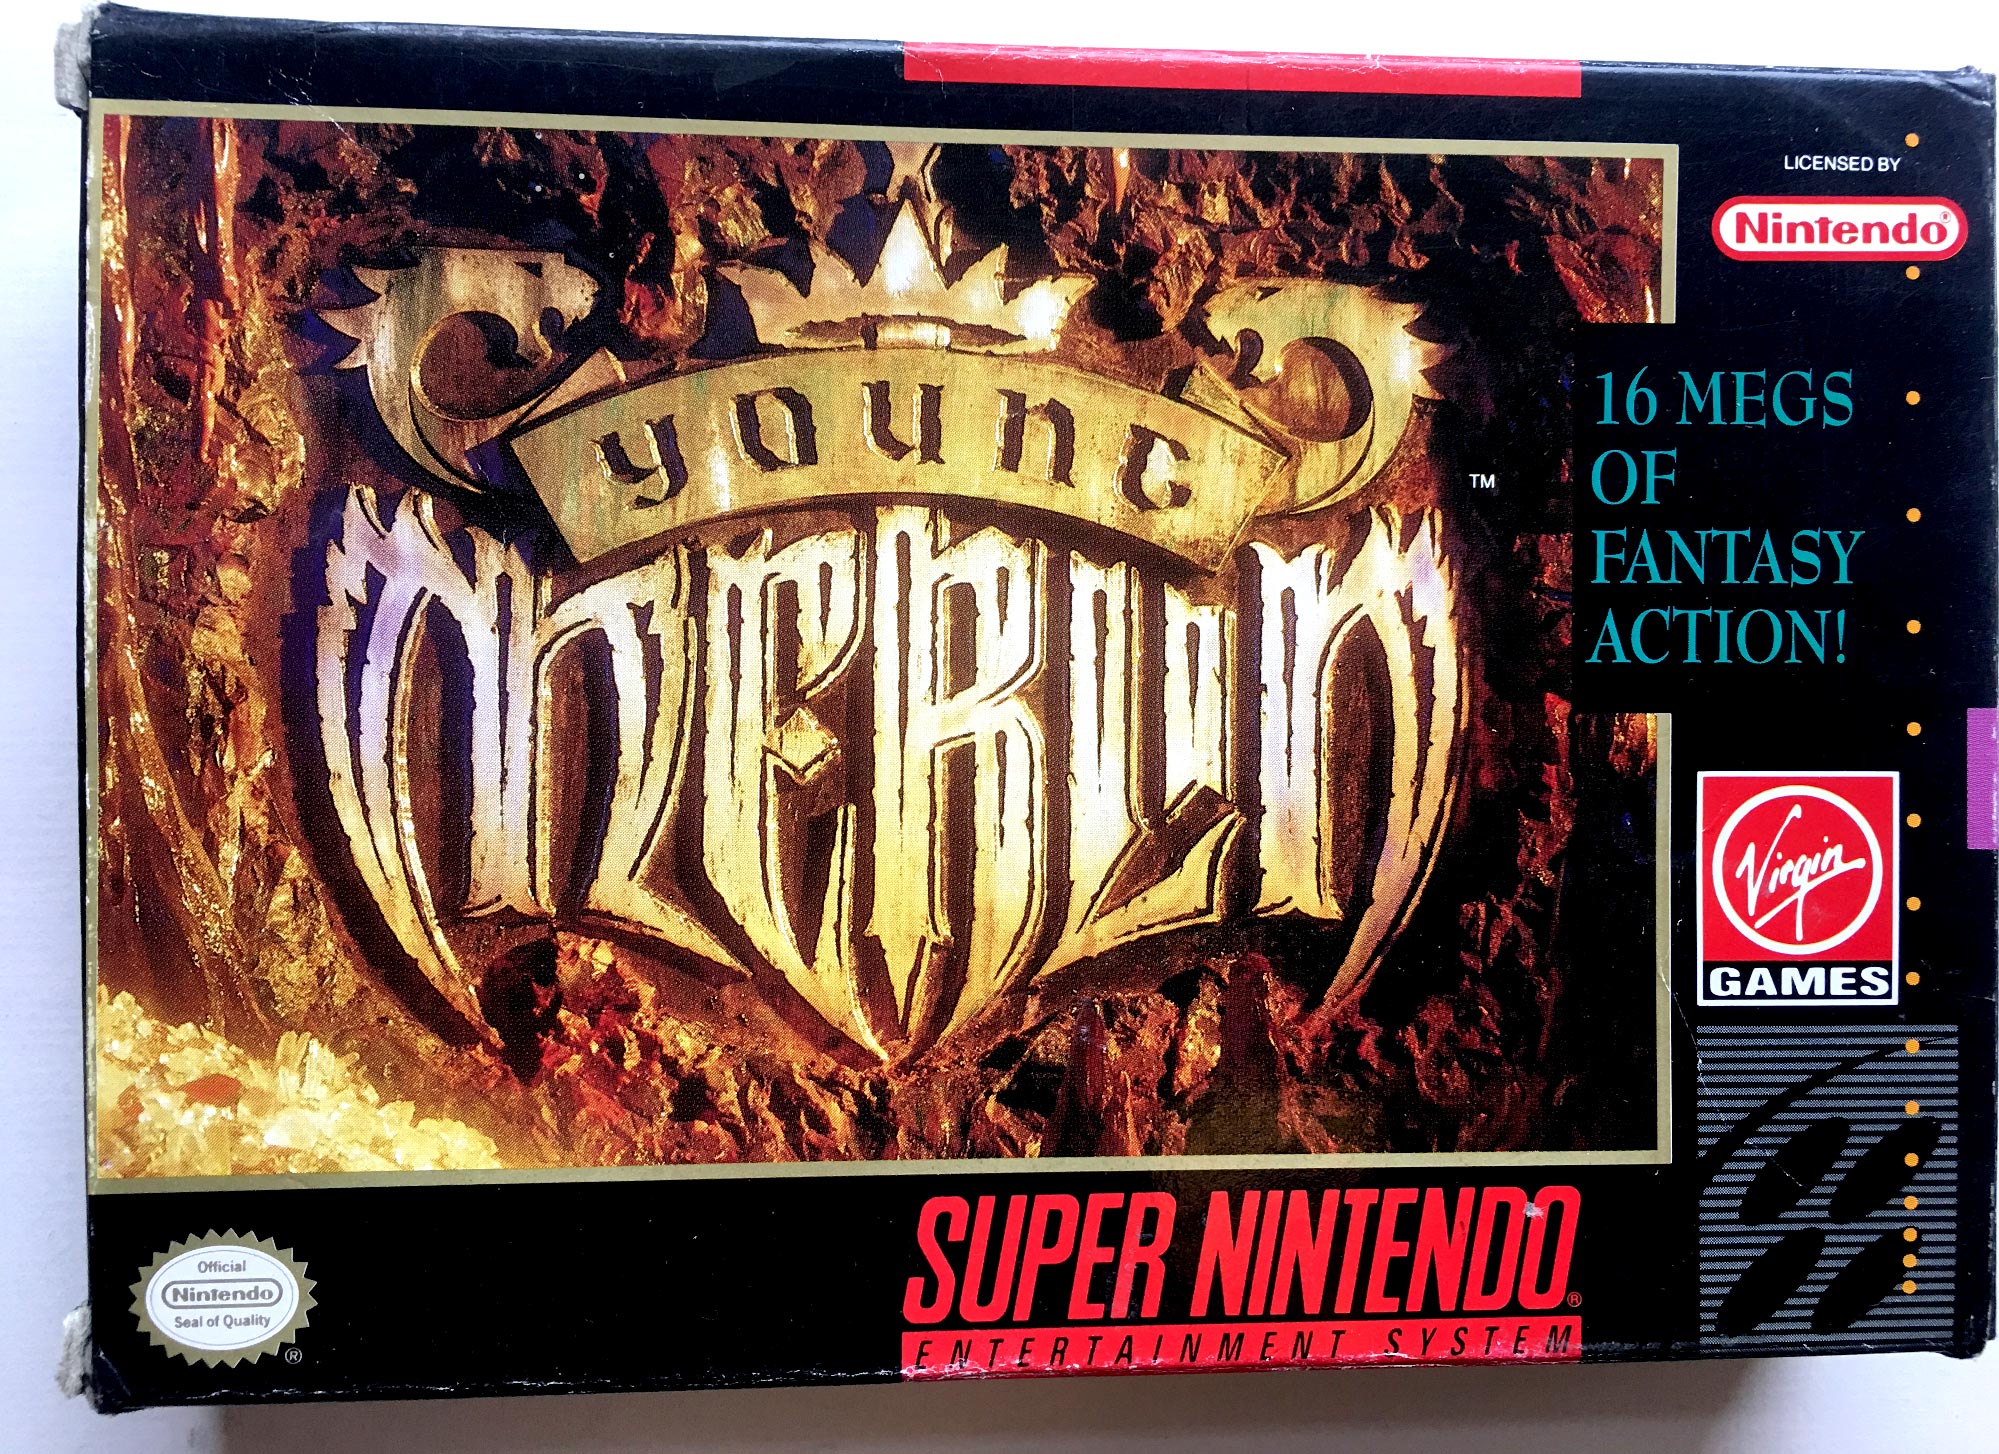 LICENSED BY
Nintendo®
young
MERLIN
TM
16 MEGS
OF
FANTASY
ACTION!
Virgin
GAMES
Official
Nintendo
Seal of Quality
®
SUPER NINTENDO®
ENTERTAINMENT SYSTEM